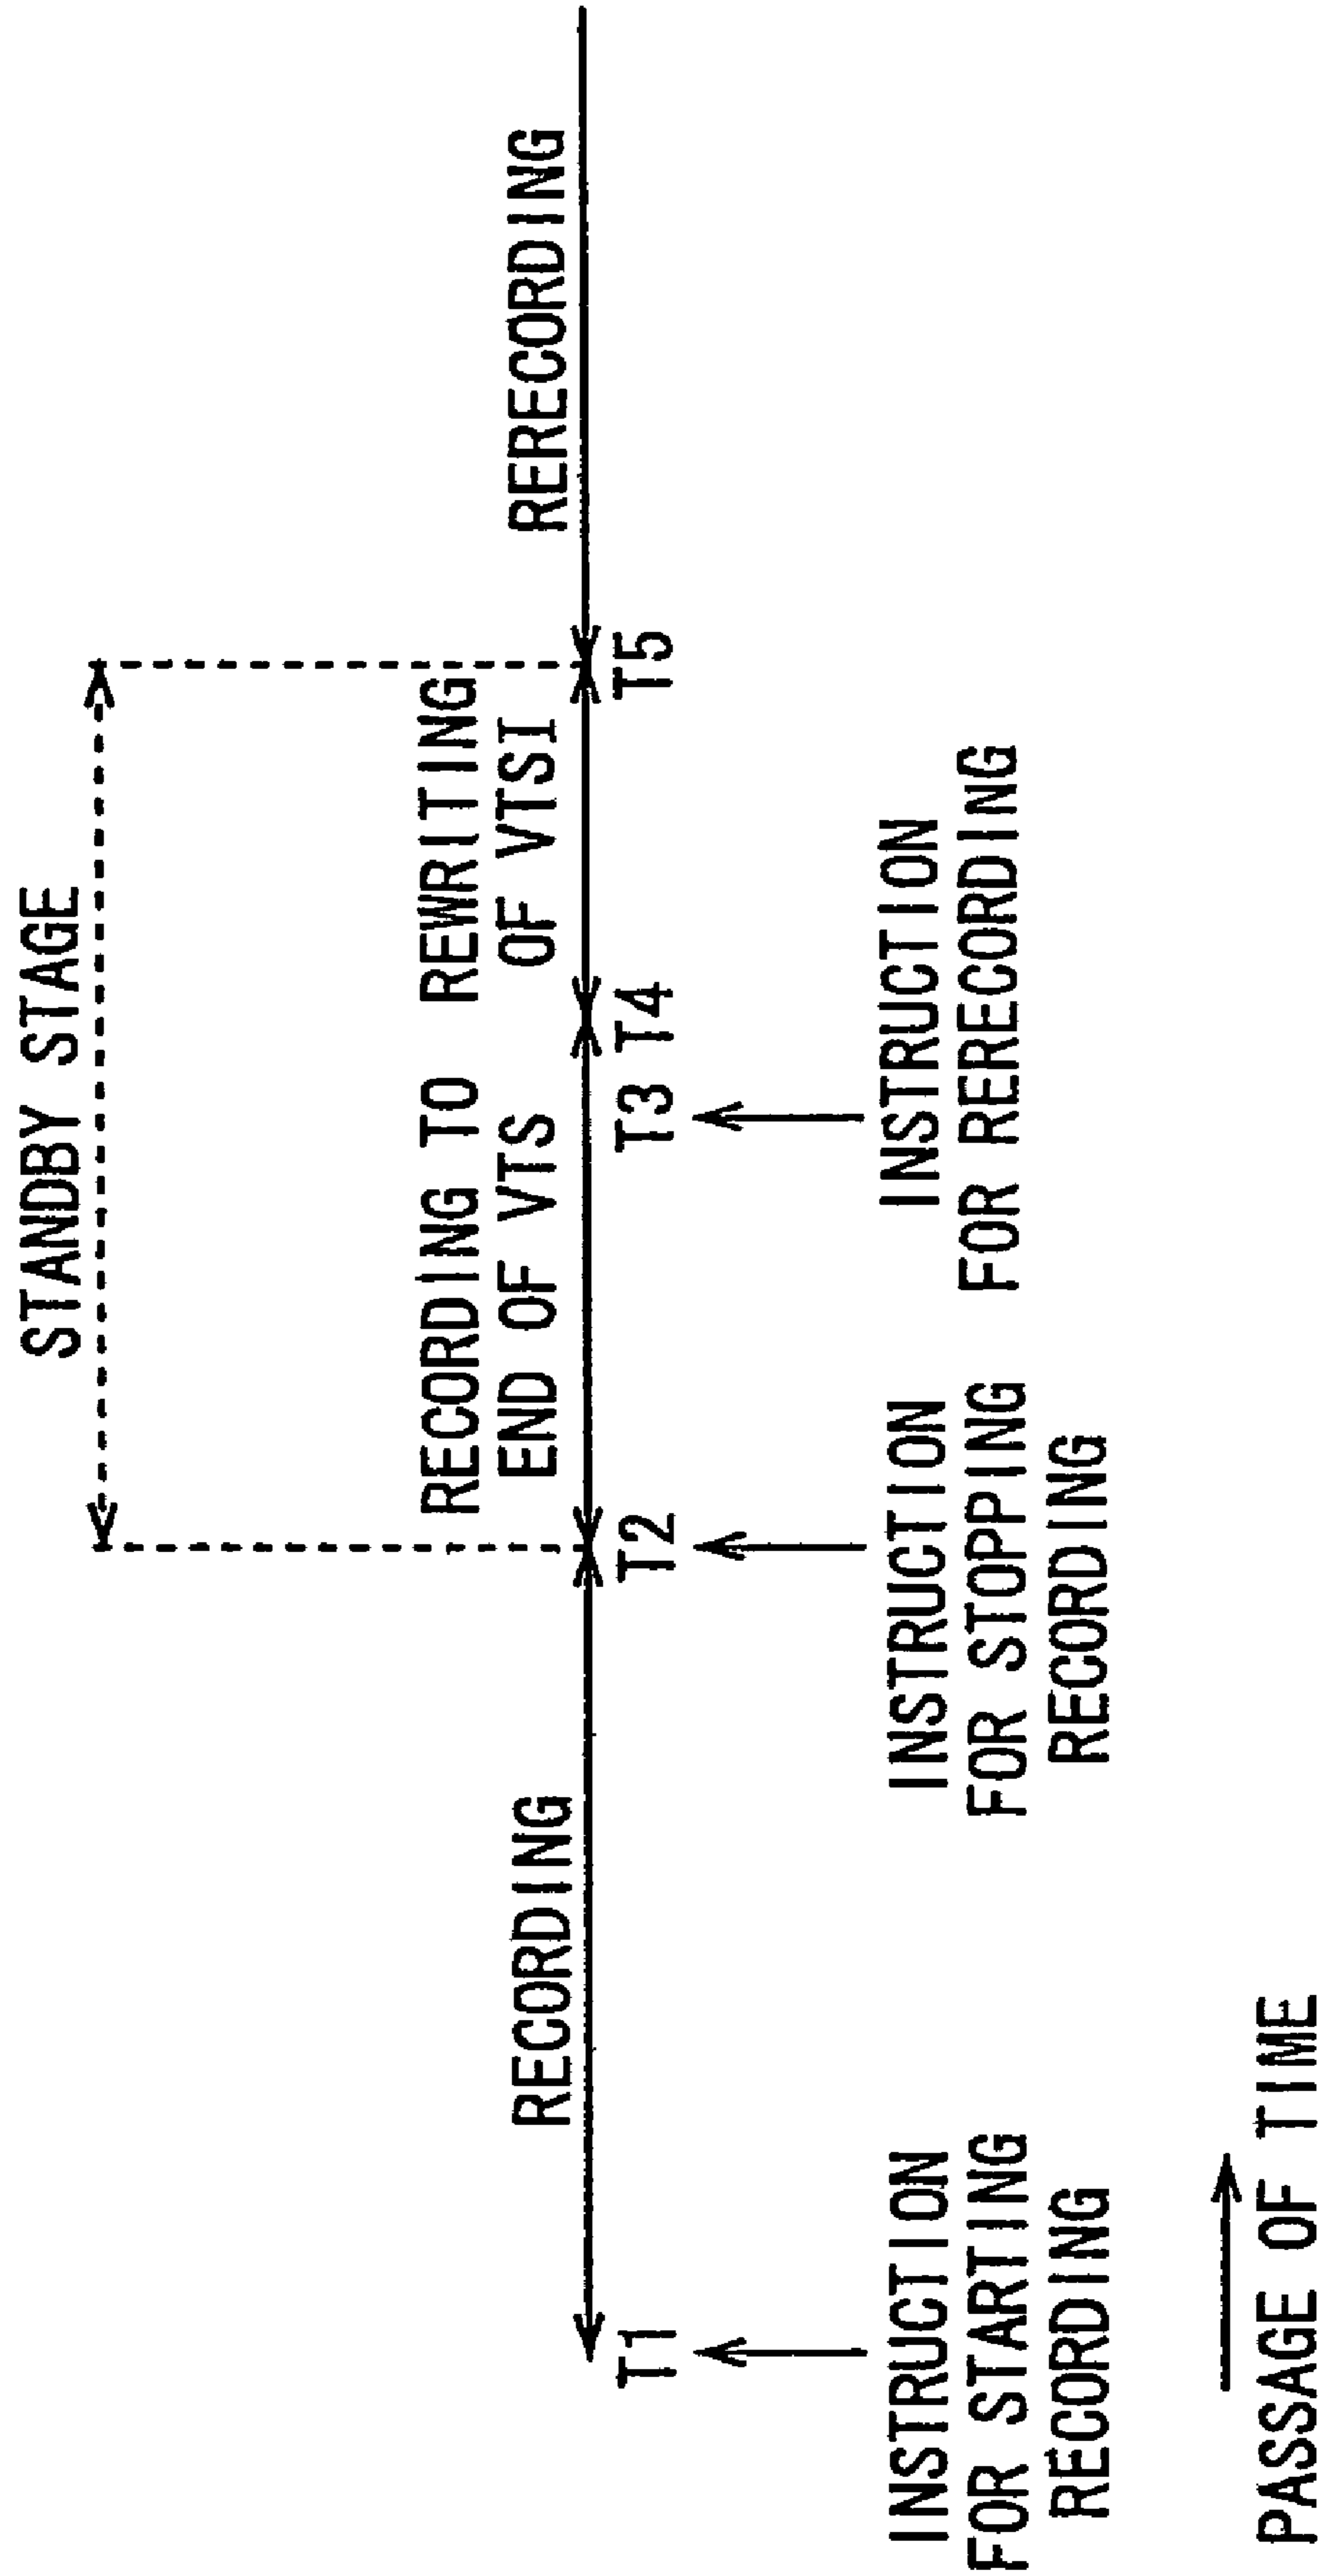 STANDBY STAGE
RECORDING
RECORDING TO
END OF VTS
REWRITING
OF VTSI
RERECORDING
T1
T2
T3
T4
T5
INSTRUCTION
FOR STARTING
RECORDING
INSTRUCTION
FOR STOPPING
RECORDING
INSTRUCTION
FOR RERECORDING
PASSAGE OF TIME